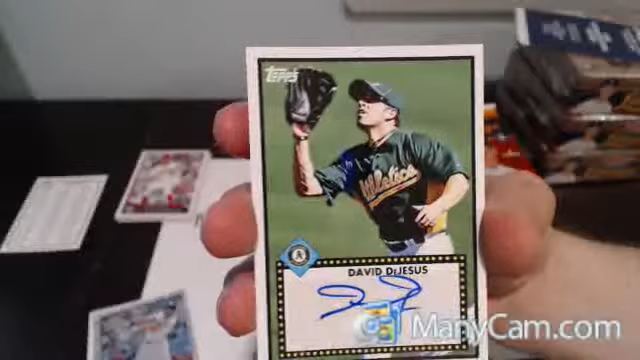 Topps
Athletics
A's
DAVID DeJESUS
ManyCam.com